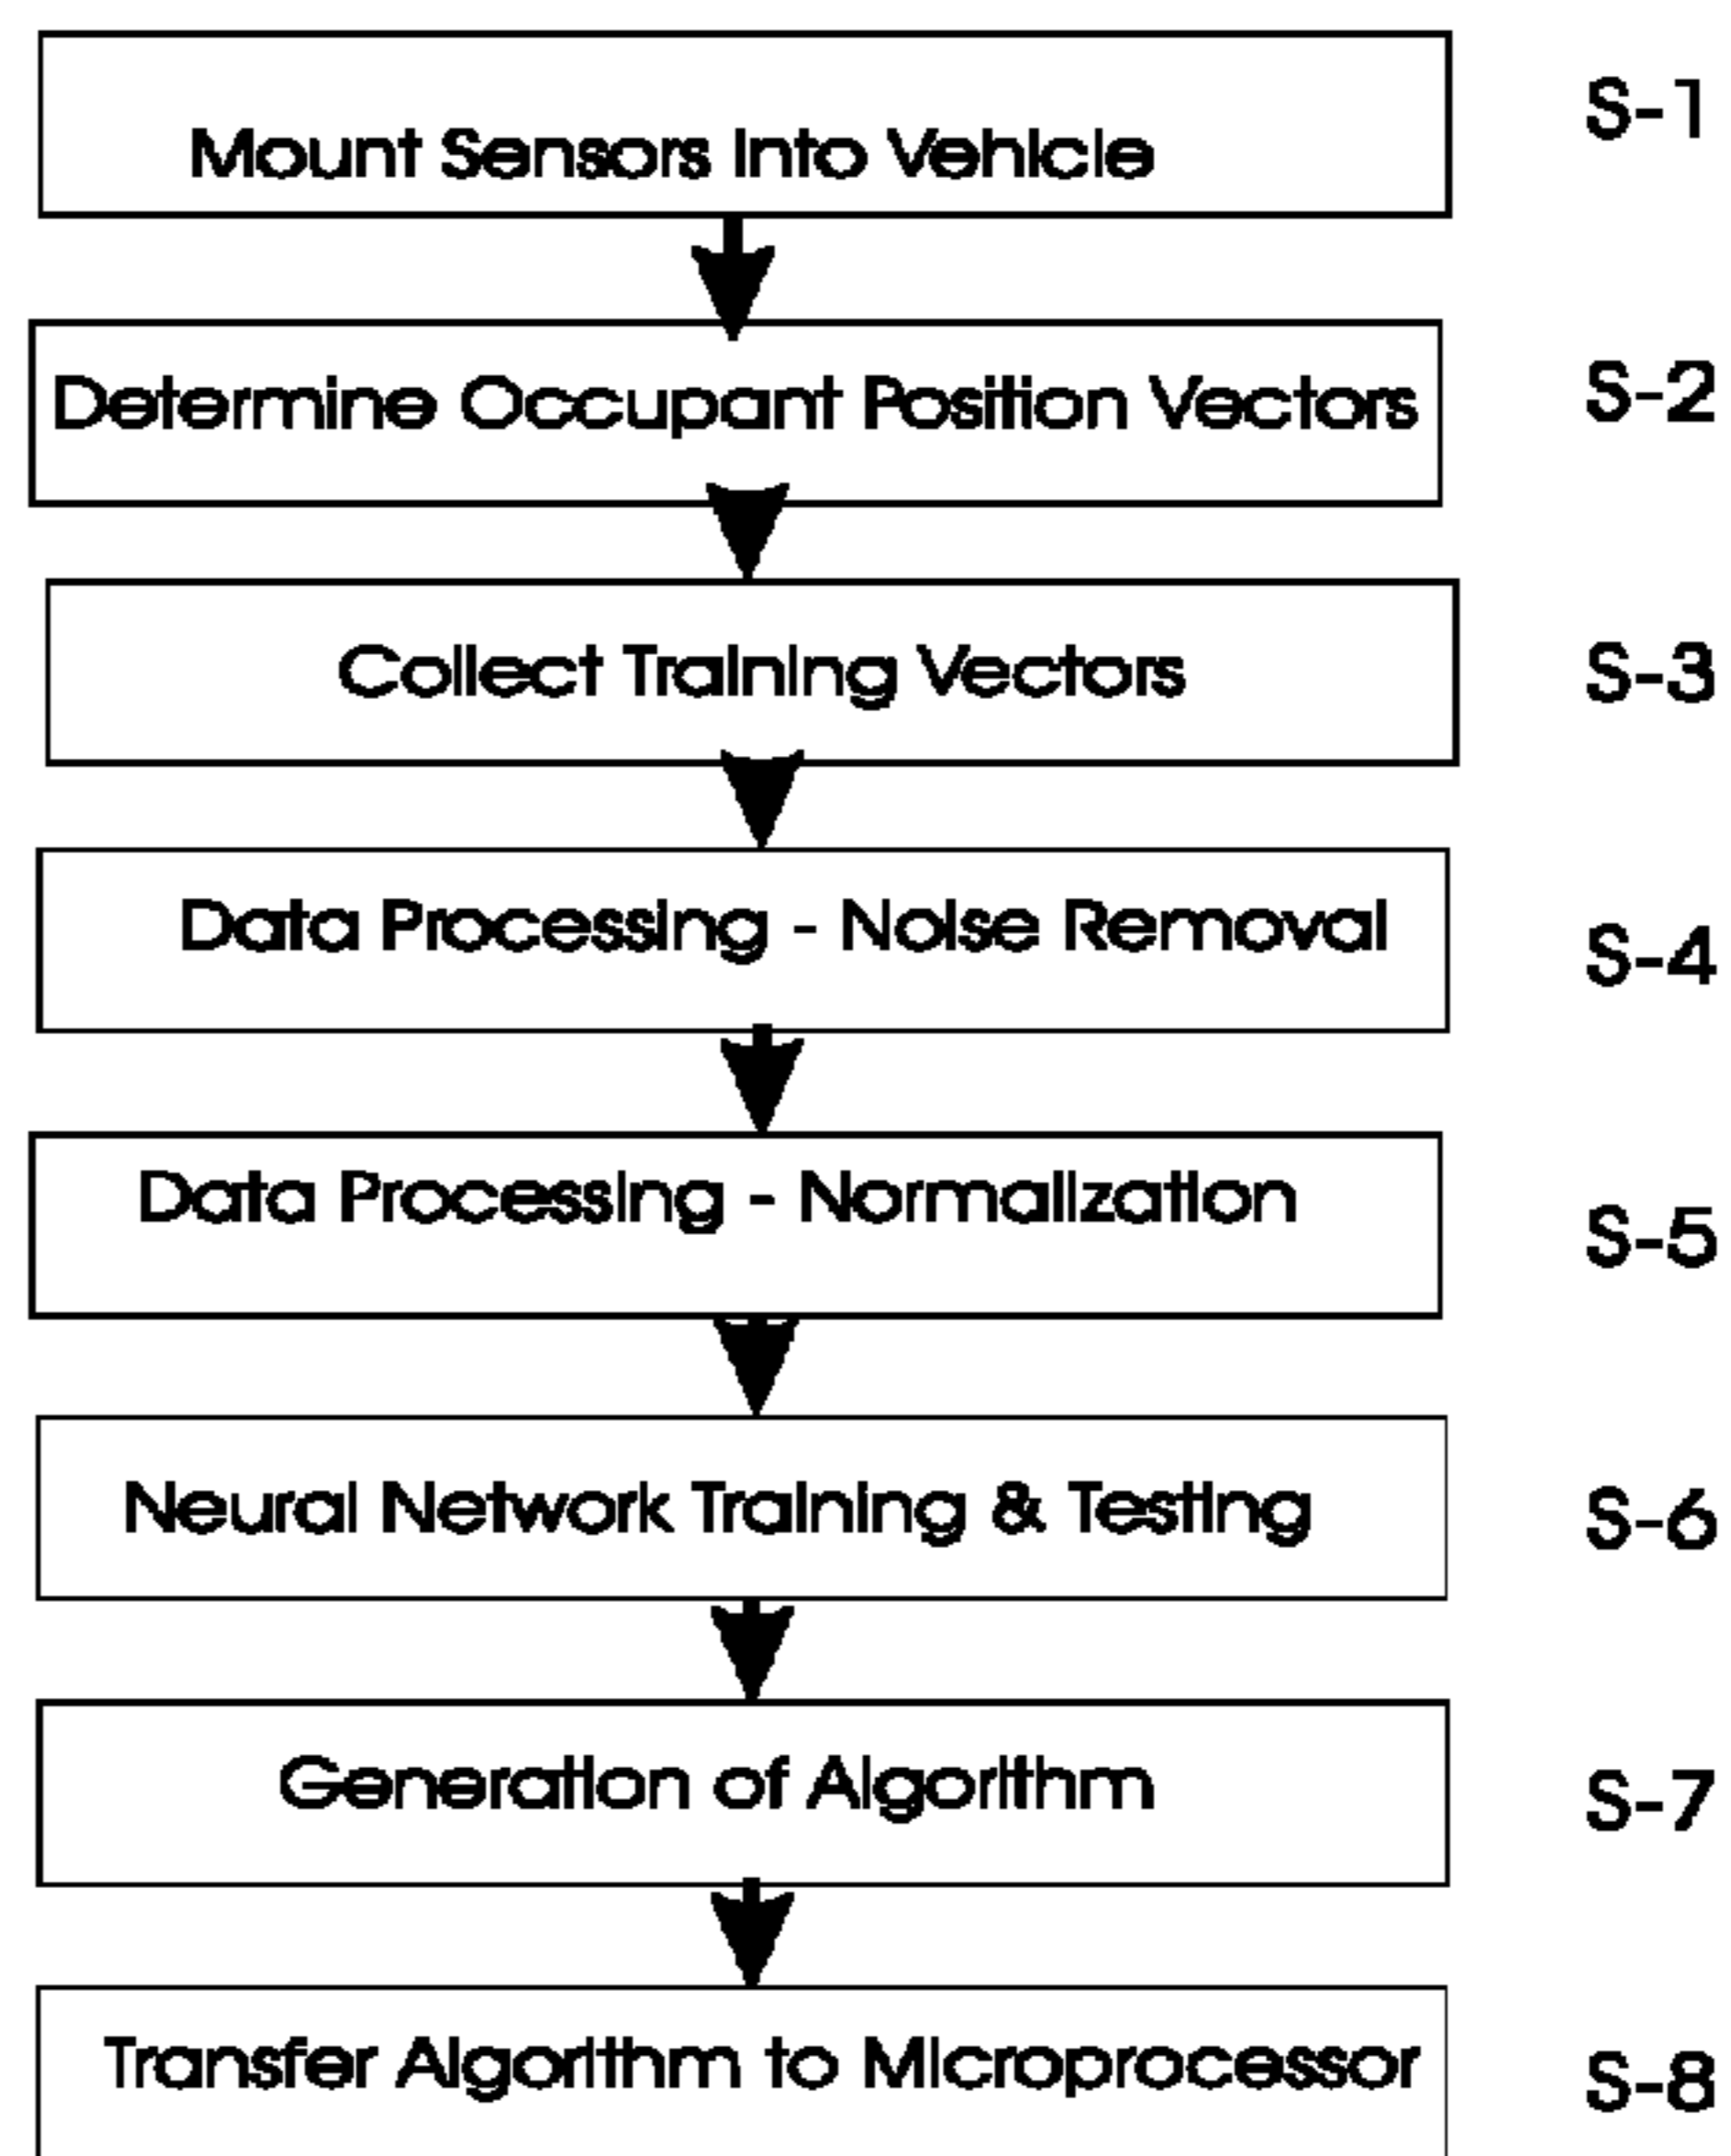 Mount Sensors Into Vehicle S-1
Determine Occupant Position Vectors S-2
Collect Training Vectors S-3
Data Processing - Noise Removal S-4
Data Processing - Normalization S-5
Neural Network Training & Testing S-6
Generation of Algorithm S-7
Transfer Algorithm to Microprocessor S-8